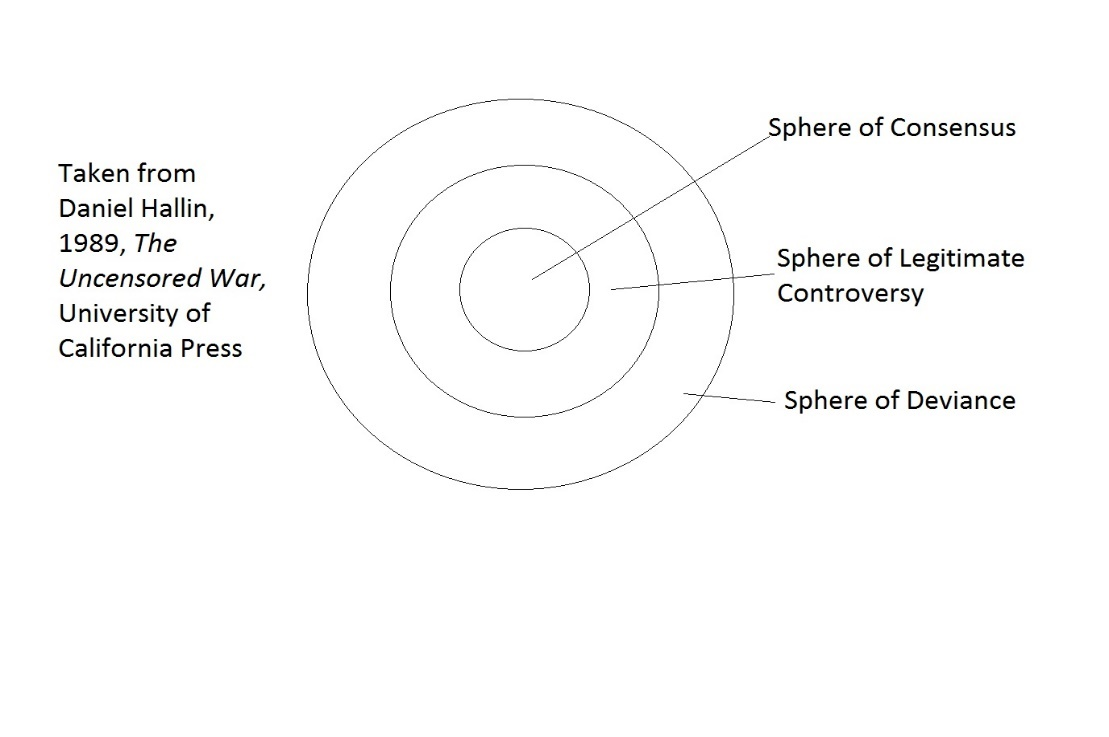 Taken from
Daniel Hallin,
1989, The
Uncensored War,
University of
California Press
Sphere of Consensus
Sphere of Legitimate
Controversy
Sphere of Deviance